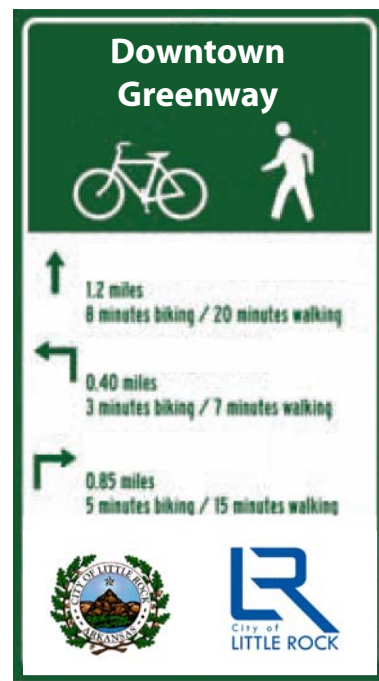 Downtown
Greenway
1.2 miles
8 minutes biking / 20 minutes walking
0.40 miles
3 minutes biking / 7 minutes walking
0.85 miles
5 minutes biking / 15 minutes walking
CITY OF LITTLE ROCK
ARKANSAS
LR
City of
LITTLE ROCK